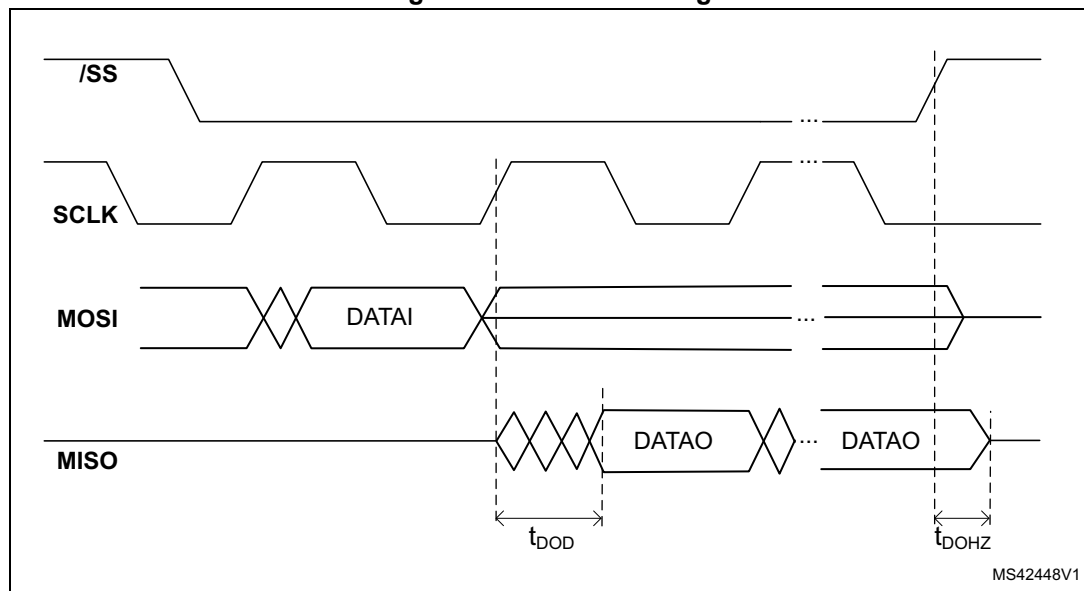 /SS
...
...
SCLK
MOSI
DATAI
...
DATAO
... DATAO
MISO
tDOD
tDOHZ
MS42448V1